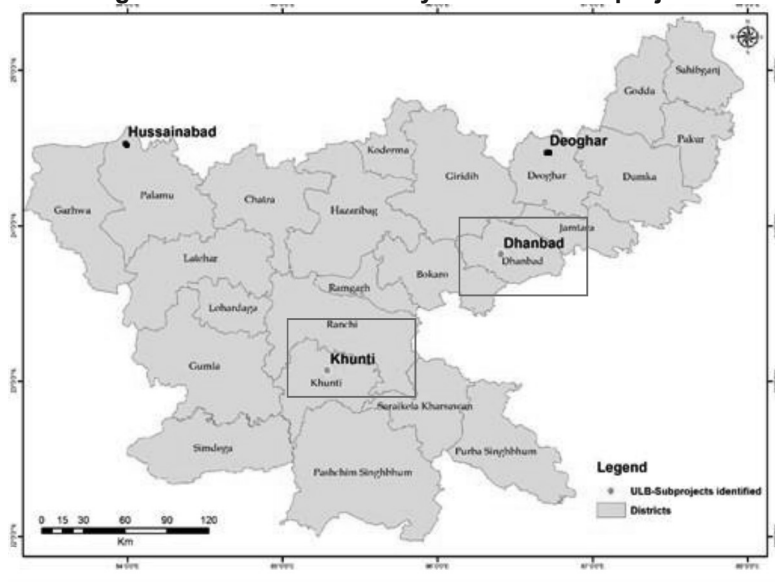 Sahibganj
Godda
Hussainabad
Deoghar
Pakur
Koderma
Giridih
Deoghar
Dumka
Garhwa
Palamu
Chatra
Hazaribag
Jamtara
Dhanbad
Latehar
Dhanbad
Bokaro
Ramgarh
Lohardaga
Ranchi
Khunti
Gumla
Khunti
Saraikela Kharsawan
Simdega
Purba Singhbhum
Pashchim Singhbhum
Legend
ULB-Subprojects identified
Districts
0 15 30 60 90 120
Km